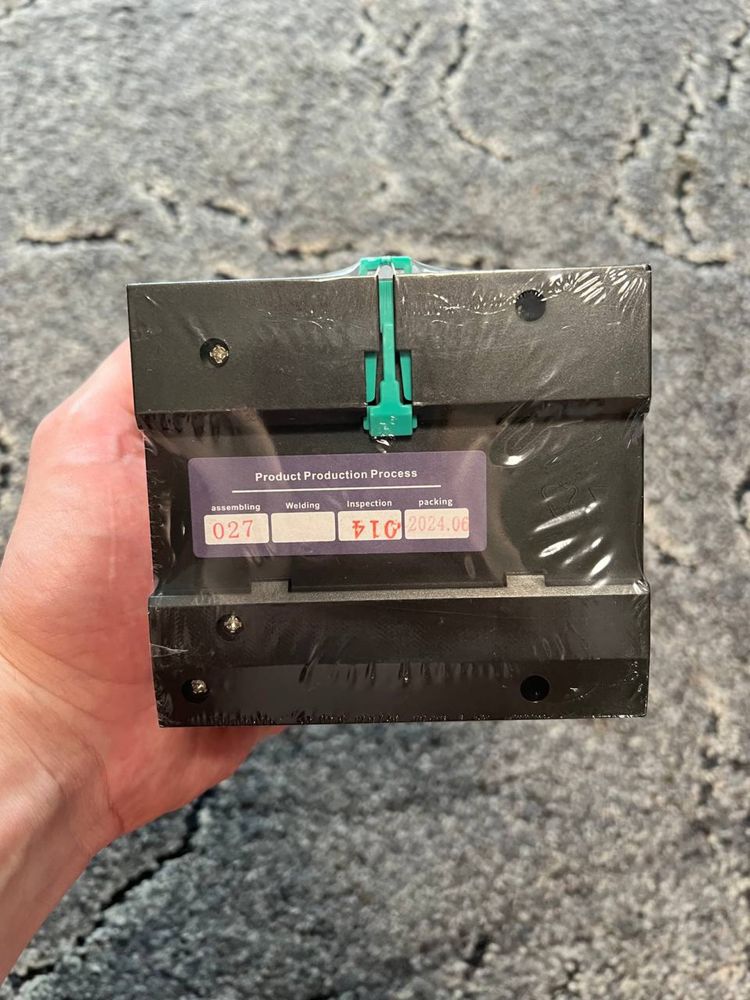 Product Production Process
assembling Welding Inspection packing
027 014 2024.06